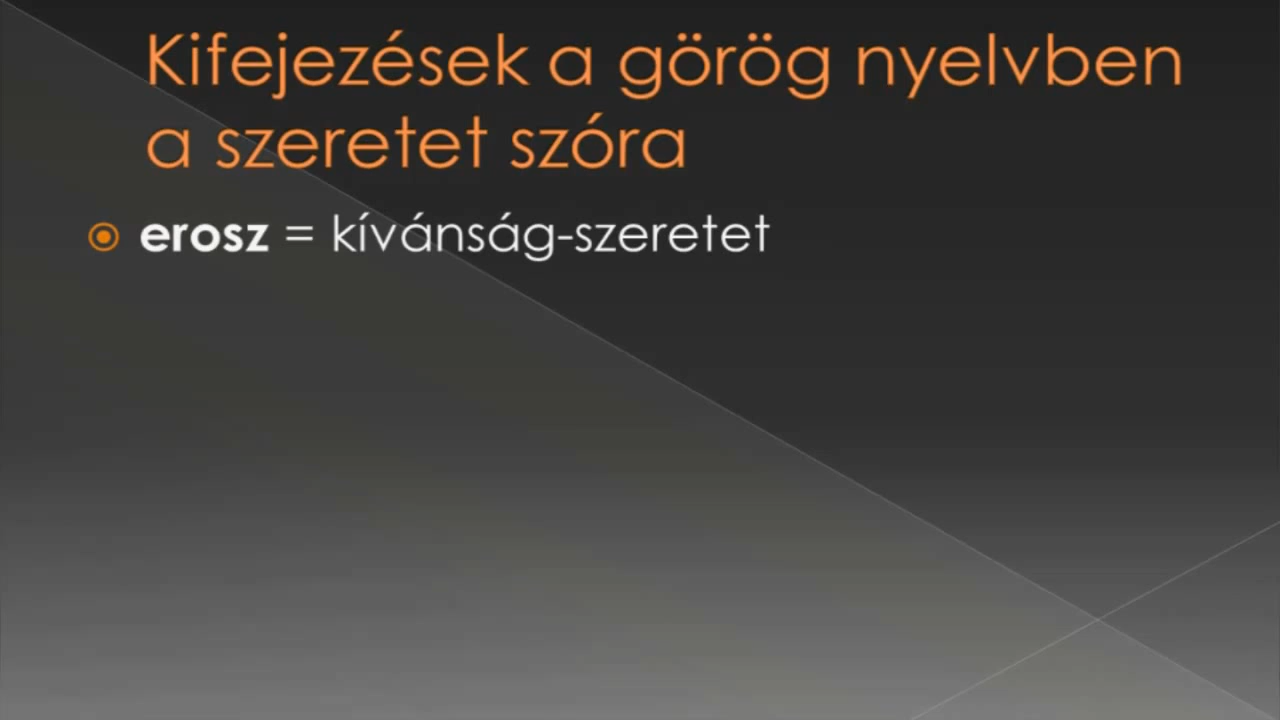 Kifejezések a görög nyelvben
a szeretet szóra
erosz = kívánság-szeretet